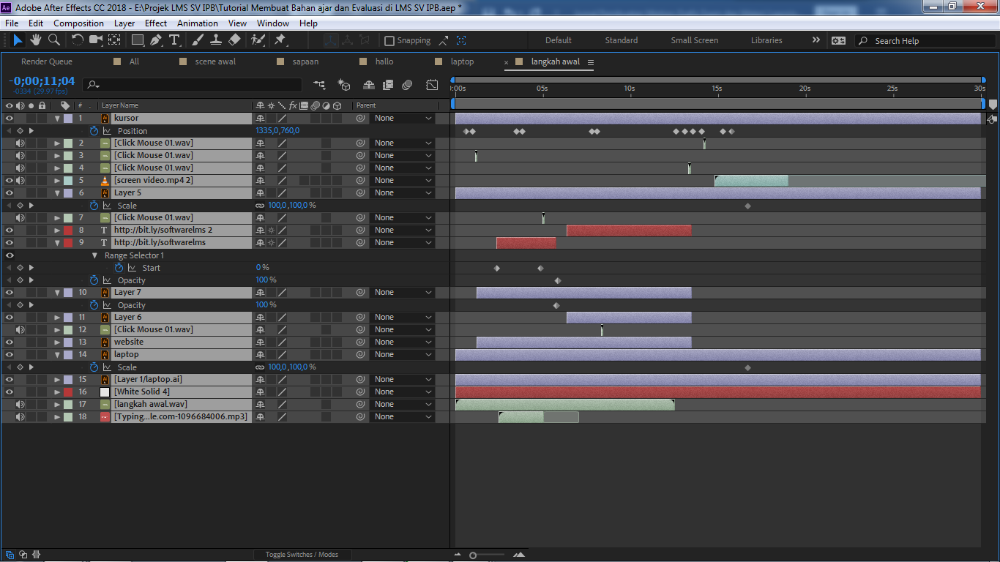 Ae Adobe After Effects CC 2018 - E:\Projek LMS SV IPB\Tutorial Membuat Bahan ajar dan Evaluasi di LMS SV IPB.aep *
File Edit Composition Layer Effect Animation View Window Help
T Snapping Default Standard Small Screen Libraries Search Help
Render Queue All scene awal sapaan hallo laptop × langkah awal
-0;00;11;04
-0334 (29.97 fps)
0:00s 05s 10s 15s 20s 25s 30s
# . Layer Name fx Parent
1 kursor None
Position 1335,0,760,0
2 [Click Mouse 01.wav] None
3 [Click Mouse 01.wav] None
4 [Click Mouse 01.wav] None
5 [screen video.mp4 2] None
6 Layer 5 None
Scale 100,0,100,0 %
7 [Click Mouse 01.wav] None
8 T http://bit.ly/softwarelms 2 None
9 T http://bit.ly/softwarelms None
Range Selector 1
Start 0 %
Opacity 100 %
10 Layer 7 None
Opacity 100 %
11 Layer 6 None
12 [Click Mouse 01.wav] None
13 website None
14 laptop None
Scale 100,0,100,0 %
15 [Layer 1/laptop.ai] None
16 [White Solid 4] None
17 [langkah awal.wav] None
18 [Typing...le.com-1096684006.mp3] None
Toggle Switches / Modes